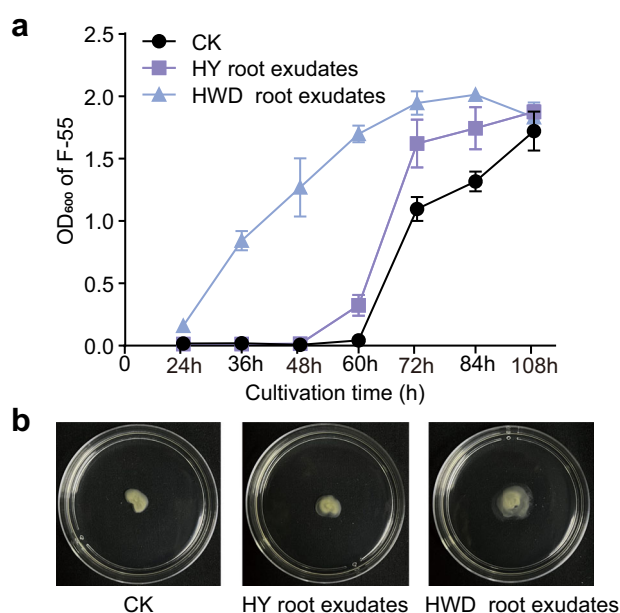 a
2.5
2.0
1.5
1.0
0.5
0.0
OD₆₀₀ of F-55
CK
HY root exudates
HWD root exudates
0 24h 36h 48h 60h 72h 84h 108h
Cultivation time (h)
b
CK HY root exudates HWD root exudates